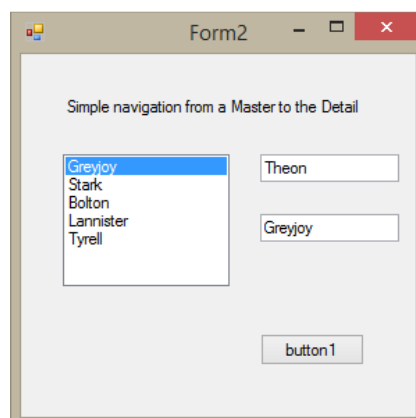 Form2
Simple navigation from a Master to the Detail
Greyjoy
Stark
Bolton
Lannister
Tyrell
Theon
Greyjoy
button1